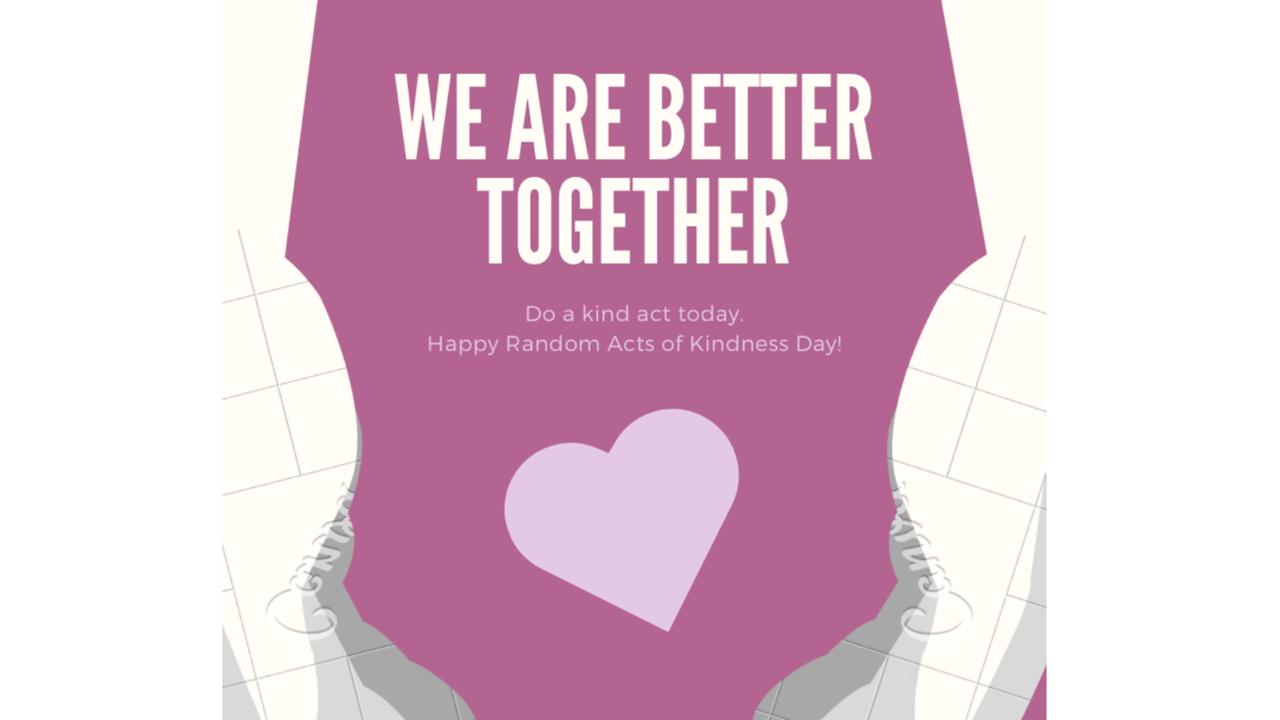 WE ARE BETTER
TOGETHER
Do a kind act today.
Happy Random Acts of Kindness Day!